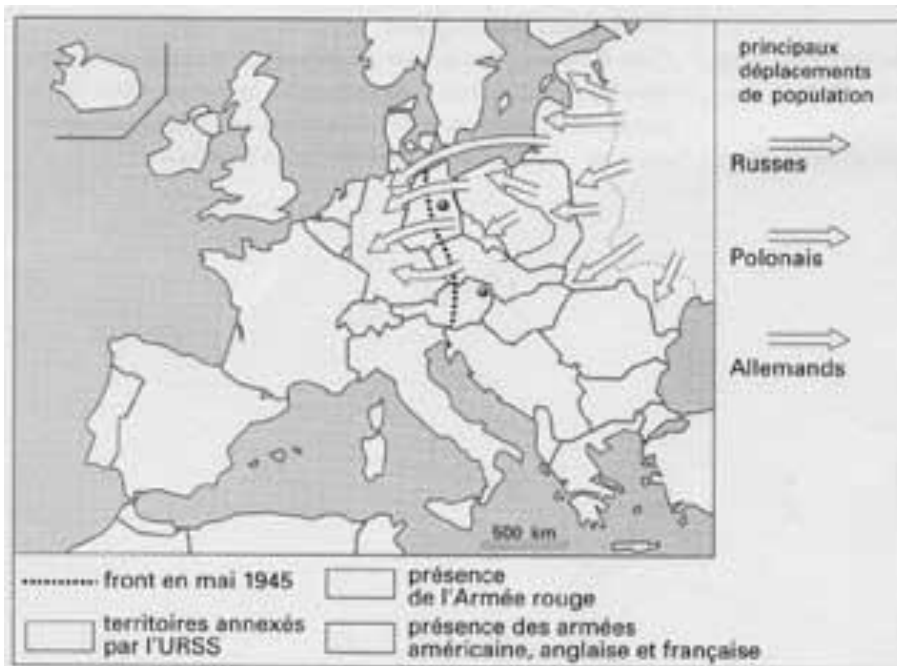 principaux
déplacements
de population
Russes
Polonais
Allemands
500 km
front en mai 1945
territoires annexés
par l'URSS
présence
de l'Armée rouge
présence des armées
américaine, anglaise et française